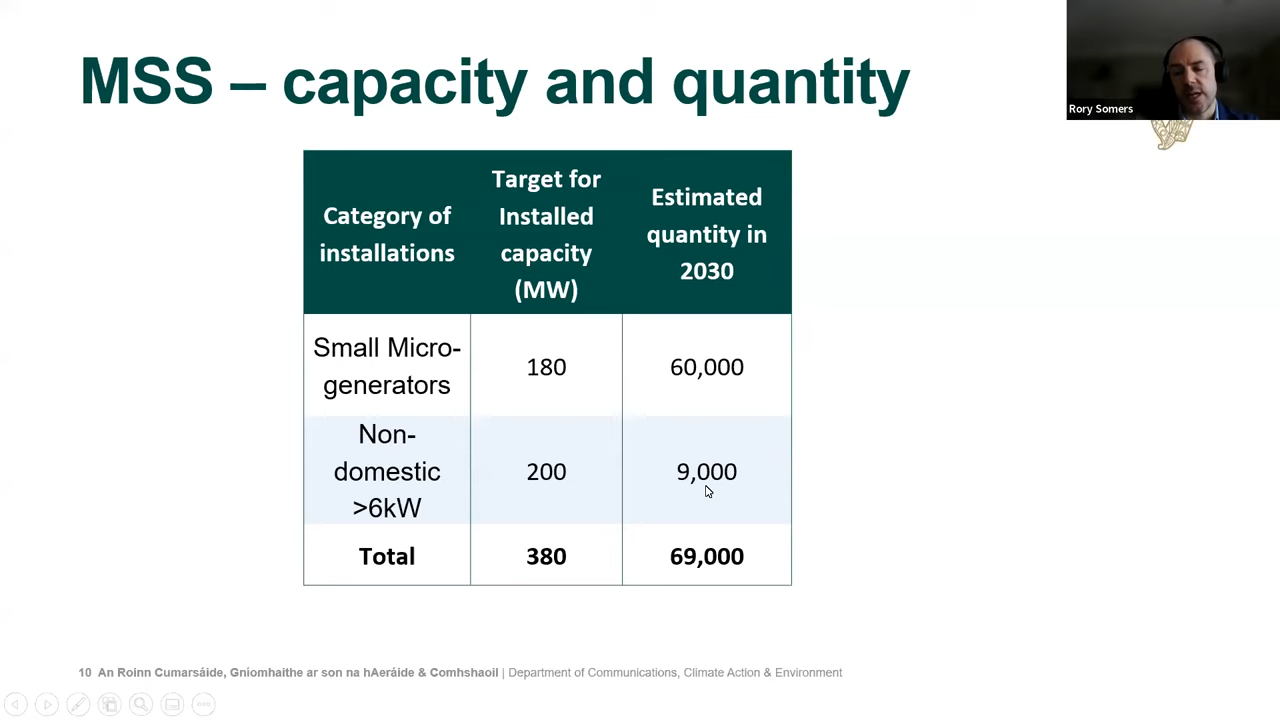 MSS – capacity and quantity
Rory Somers
Category of
installations
Target for
Installed
capacity
(MW)
Estimated
quantity in
2030
Small Micro-
generators
180
60,000
Non-
domestic
>6kW
200
9,000
Total
380
69,000
10 An Roinn Cumarsáide, Gníomhaithe ar son na hAeráide & Comhshaoil | Department of Communications, Climate Action & Environment